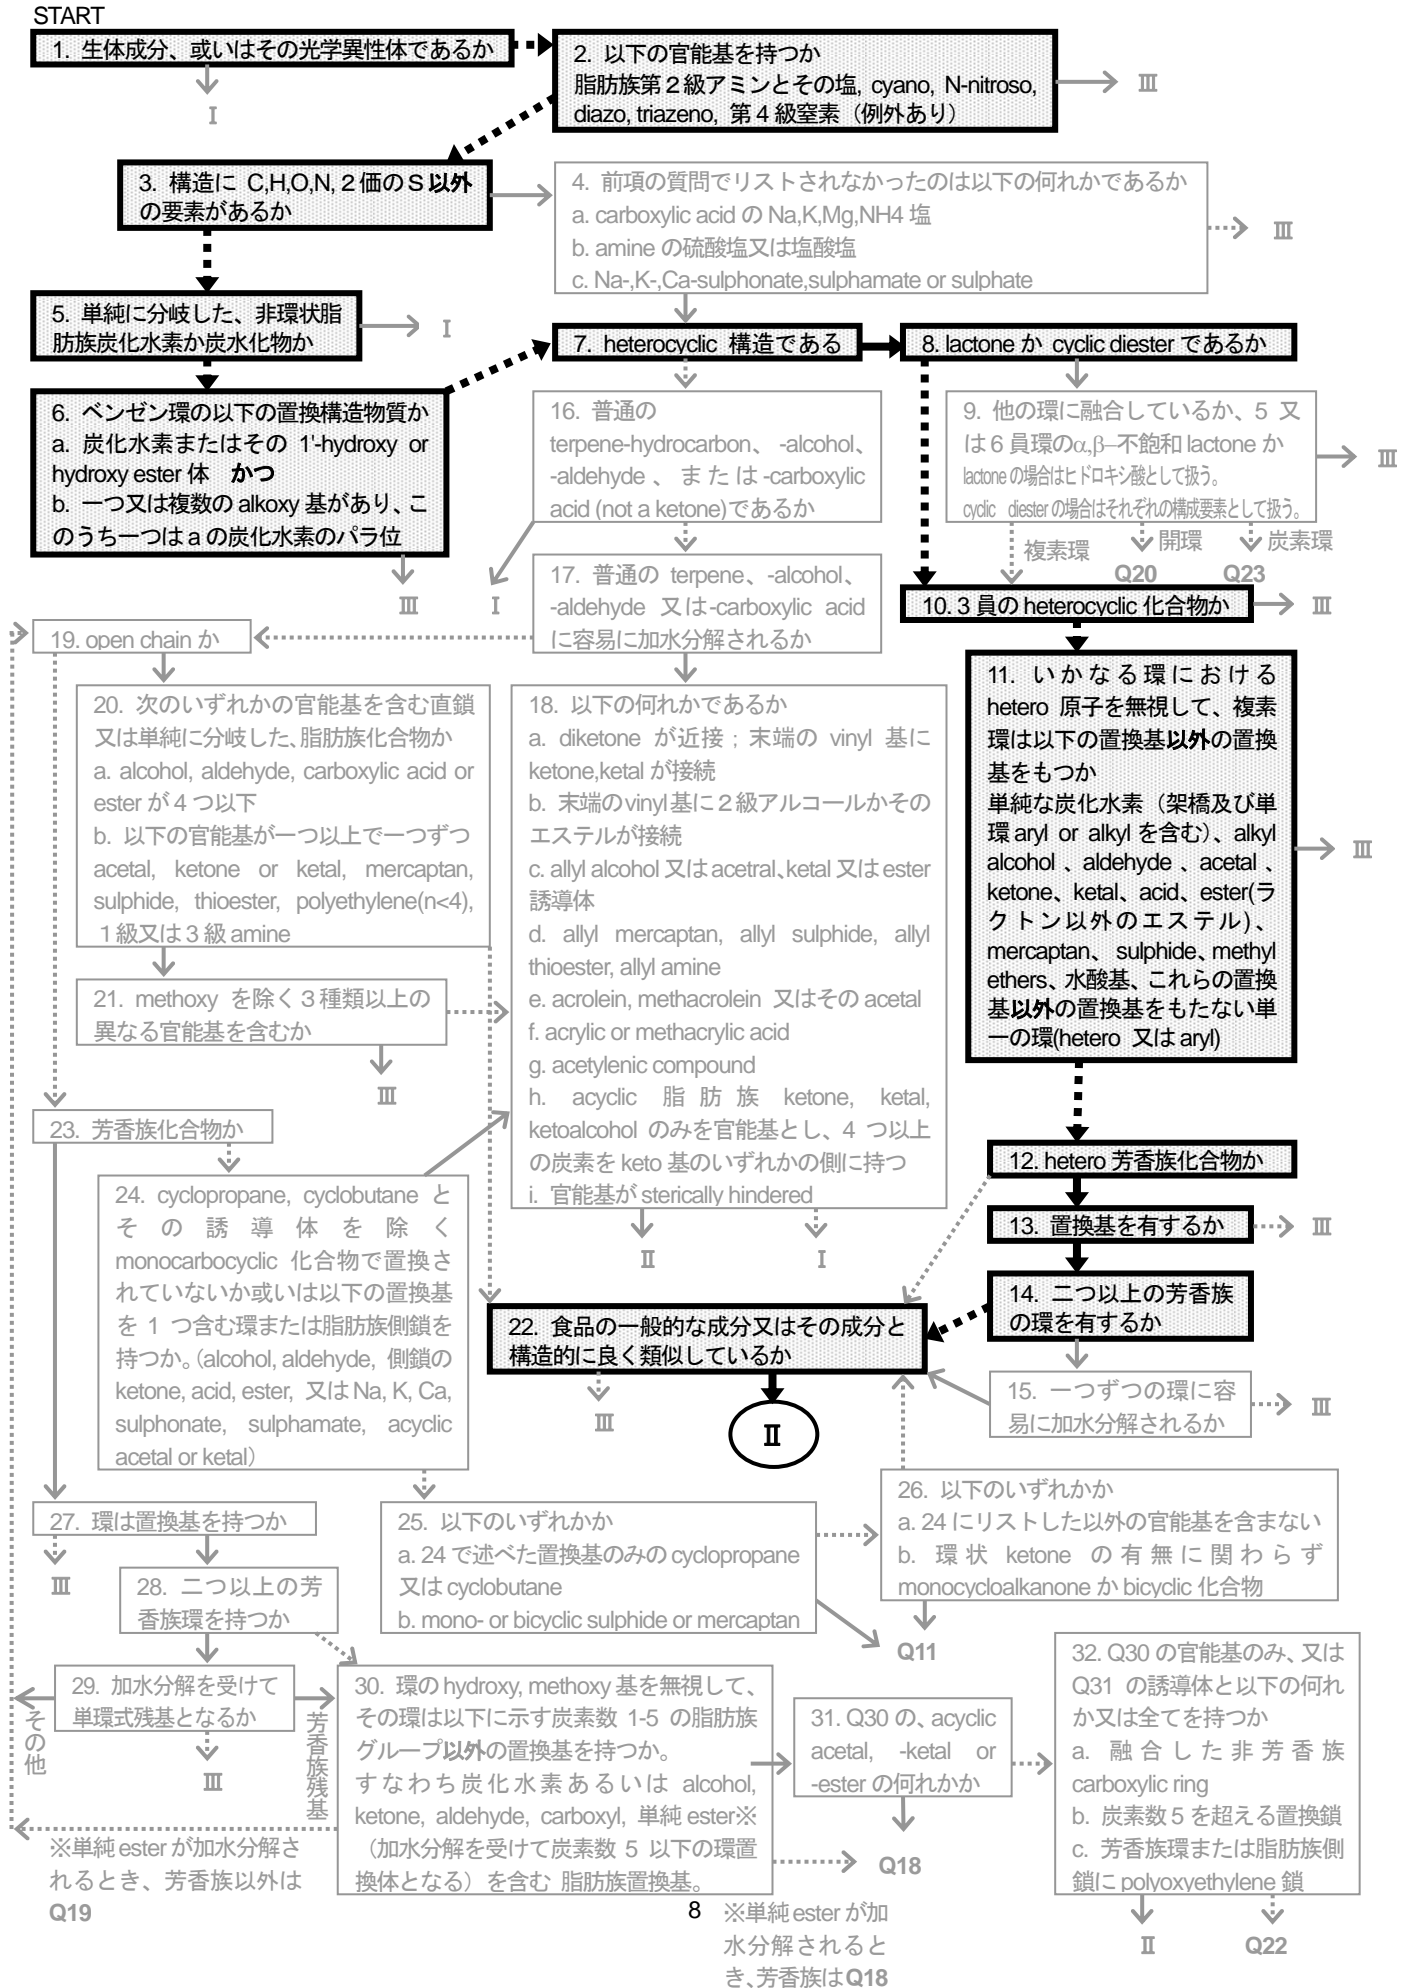 START
1. 生体成分、或いはその光学異性体であるか
I
2. 以下の官能基を持つか
脂肪族第2級アミンとその塩, cyano, N-nitroso,
diazo, triazeno, 第4級窒素（例外あり）
III
3. 構造に C,H,O,N,2価のS以外
の要素があるか
4. 前項の質問でリストされなかったのは以下の何れかであるか
a. carboxylic acid の Na,K,Mg,NH4 塩
b. amine の硫酸塩又は塩酸塩
c. Na-,K-,Ca-sulphonate,sulphamate or sulphate
III
5. 単純に分岐した、非環状脂
肪族炭化水素か炭水化物か
I
6. ベンゼン環の以下の置換構造物質か
a. 炭化水素またはその 1'-hydroxy or
hydroxy ester 体 かつ
b. 一つ又は複数の alkoxy 基があり、こ
のうち一つは a の炭化水素のパラ位
III
7. heterocyclic 構造である
8. lactone か cyclic diester であるか
9. 他の環に融合しているか、5 又
は 6 員環のα,β−不飽和 lactone か
lactone の場合はヒドロキシ酸として扱う。
cyclic diester の場合はそれぞれの構成要素として扱う。
III
複素環
開環
Q20
炭素環
Q23
10. 3 員の heterocyclic 化合物か
III
16. 普通の
terpene-hydrocarbon、-alcohol、
-aldehyde 、または-carboxylic
acid (not a ketone)であるか
I
17. 普通の terpene、-alcohol、
-aldehyde 又は-carboxylic acid
に容易に加水分解されるか
19. open chain か
20. 次のいずれかの官能基を含む直鎖
又は単純に分岐した、脂肪族化合物か
a. alcohol, aldehyde, carboxylic acid or
ester が 4 つ以下
b. 以下の官能基が一つ以上で一つずつ
acetal, ketone or ketal, mercaptan,
sulphide, thioester, polyethylene(n<4),
1級又は3級 amine
21. methoxy を除く3種類以上の
異なる官能基を含むか
III
18. 以下の何れかであるか
a. diketone が近接；末端の vinyl 基に
ketone,ketal が接続
b. 末端のvinyl基に2級アルコールかその
エステルが接続
c. allyl alcohol 又は acetral、ketal 又は ester
誘導体
d. allyl mercaptan, allyl sulphide, allyl
thioester, allyl amine
e. acrolein, methacrolein 又はその acetal
f. acrylic or methacrylic acid
g. acetylenic compound
h. acyclic 脂肪族 ketone, ketal,
ketoalcohol のみを官能基とし、4 つ以上
の炭素を keto 基のいずれかの側に持つ
i. 官能基が sterically hindered
II
I
11. いかなる環における
hetero 原子を無視して、複素
環は以下の置換基以外の置換
基をもつか
単純な炭化水素（架橋及び単
環 aryl or alkyl を含む）、alkyl
alcohol 、aldehyde 、acetal 、
ketone、ketal、acid、ester(ラ
クトン以外のエステル)、
mercaptan、sulphide、methyl
ethers、水酸基、これらの置換
基以外の置換基をもたない単
一の環(hetero 又は aryl)
III
12. hetero 芳香族化合物か
13. 置換基を有するか
III
14. 二つ以上の芳香族
の環を有するか
15. 一つずつの環に容
易に加水分解されるか
III
22. 食品の一般的な成分又はその成分と
構造的に良く類似しているか
III
II
23. 芳香族化合物か
24. cyclopropane, cyclobutane と
その誘導体を除く
monocarbocyclic 化合物で置換さ
れていないか或いは以下の置換基
を 1 つ含む環または脂肪族側鎖を
持つか。(alcohol, aldehyde, 側鎖の
ketone, acid, ester, 又は Na, K, Ca,
sulphonate, sulphamate, acyclic
acetal or ketal）
25. 以下のいずれかか
a. 24 で述べた置換基のみの cyclopropane
又は cyclobutane
b. mono- or bicyclic sulphide or mercaptan
Q11
26. 以下のいずれかか
a. 24 にリストした以外の官能基を含まない
b. 環状 ketone の有無に関わらず
monocycloalkanone か bicyclic 化合物
27. 環は置換基を持つか
III
28. 二つ以上の芳
香族環を持つか
29. 加水分解を受けて
単環式残基となるか
その他
芳香族残基
III
30. 環の hydroxy, methoxy 基を無視して、
その環は以下に示す炭素数 1-5 の脂肪族
グループ以外の置換基を持つか。
すなわち炭化水素あるいは alcohol,
ketone, aldehyde, carboxyl, 単純 ester※
（加水分解を受けて炭素数 5 以下の環置
換体となる）を含む 脂肪族置換基。
31. Q30 の、acyclic
acetal, -ketal or
-ester の何れかか
Q18
32. Q30 の官能基のみ、又は
Q31 の誘導体と以下の何れ
か又は全てを持つか
a. 融合した非芳香族
carboxylic ring
b. 炭素数 5 を超える置換鎖
c. 芳香族環または脂肪族側
鎖に polyoxyethylene 鎖
II
Q22
※単純 ester が加水分解さ
れるとき、芳香族以外は
Q19
※単純 ester が加
水分解されると
き、芳香族は Q18
8